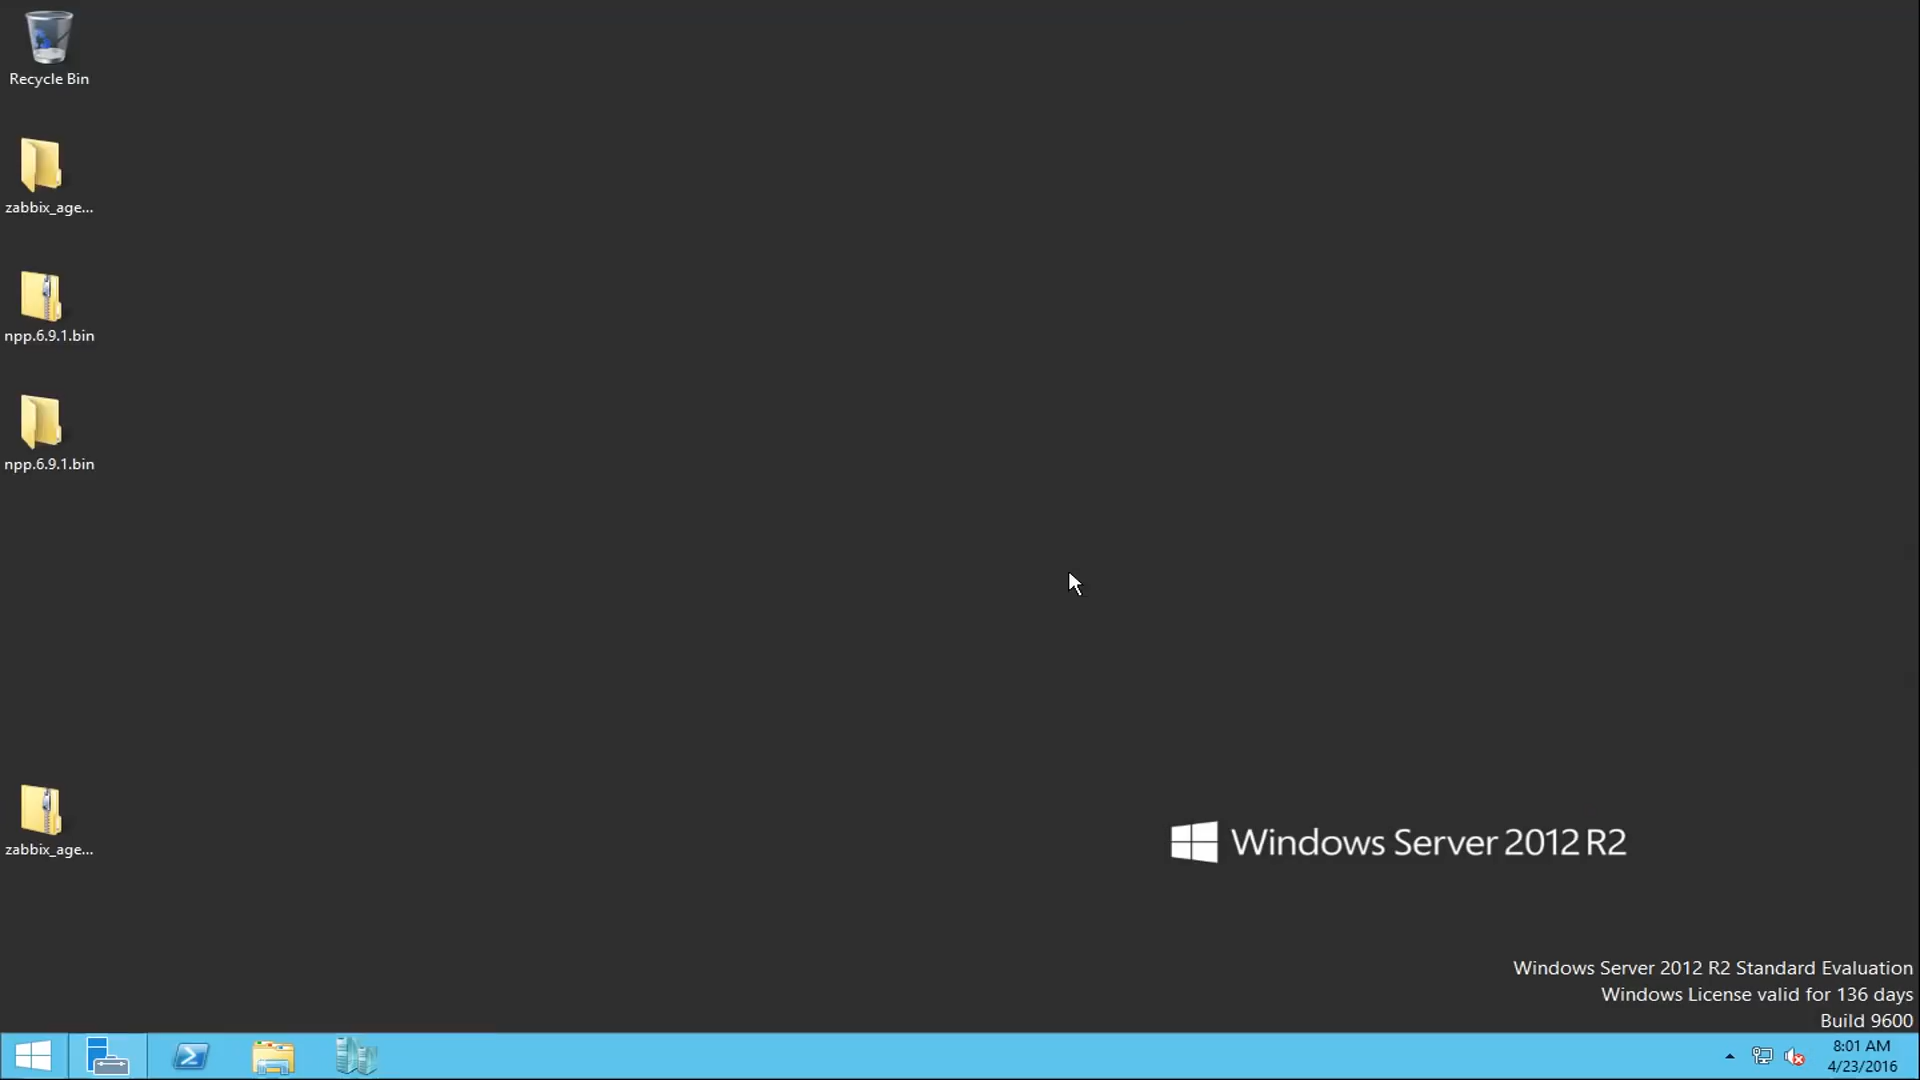 Recycle Bin
zabbix_age...
npp.6.9.1.bin
npp.6.9.1.bin
zabbix_age...
Windows Server 2012 R2
Windows Server 2012 R2 Standard Evaluation
Windows License valid for 136 days
Build 9600
8:01 AM
4/23/2016